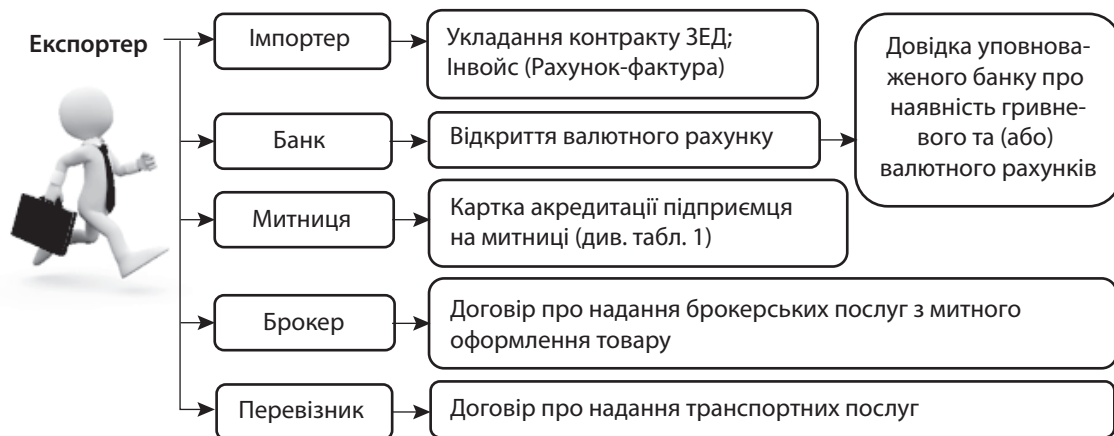 Експортер
Імпортер
Укладання контракту ЗЕД;
Інвойс (Рахунок-фактура)
Довідка уповнова-
женого банку про
наявність гривне-
вого та (або)
валютного рахунків
Банк
Відкриття валютного рахунку
Митниця
Картка акредитації підприємця
на митниці (див. табл. 1)
Брокер
Договір про надання брокерських послуг з митного
оформлення товару
Перевізник
Договір про надання транспортних послуг